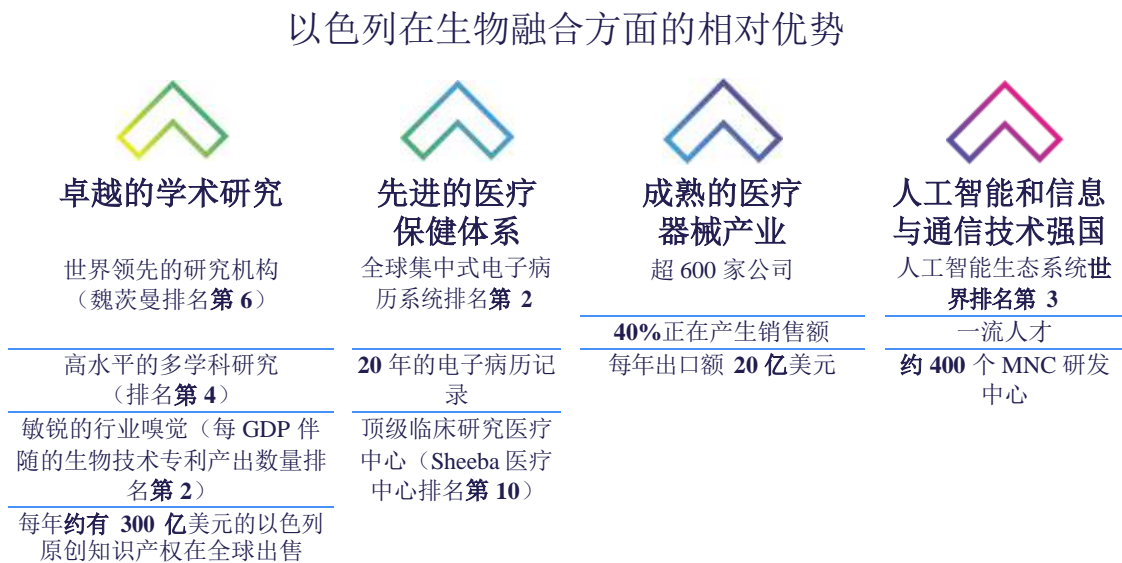 以色列在生物融合方面的相对优势
卓越的学术研究
世界领先的研究机构
（魏茨曼排名第 6）
高水平的多学科研究
（排名第 4）
敏锐的行业嗅觉（每 GDP 伴
随的生物技术专利产出数量排
名第 2）
每年约有 300 亿美元的以色列
原创知识产权在全球出售
先进的医疗
保健体系
全球集中式电子病
历系统排名第 2
20 年的电子病历记
录
顶级临床研究医疗
中心（Sheeba 医疗
中心排名第 10）
成熟的医疗
器械产业
超 600 家公司
40%正在产生销售额
每年出口额 20 亿美元
人工智能和信息
与通信技术强国
人工智能生态系统世
界排名第 3
一流人才
约 400 个 MNC 研发
中心